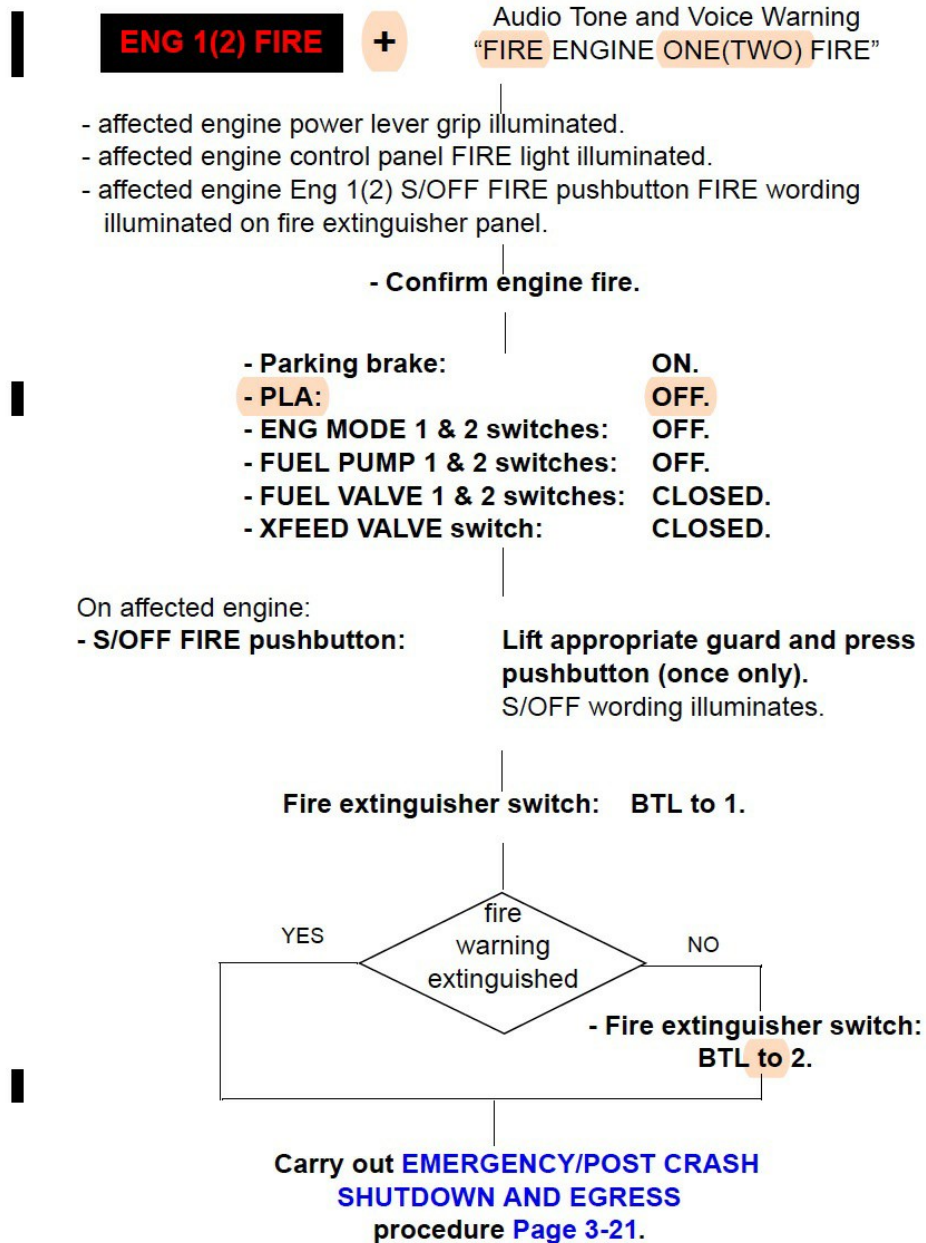 ENG 1(2) FIRE + Audio Tone and Voice Warning
“FIRE ENGINE ONE(TWO) FIRE”
- affected engine power lever grip illuminated.
- affected engine control panel FIRE light illuminated.
- affected engine Eng 1(2) S/OFF FIRE pushbutton FIRE wording
illuminated on fire extinguisher panel.
- Confirm engine fire.
- Parking brake: ON.
- PLA: OFF.
- ENG MODE 1 & 2 switches: OFF.
- FUEL PUMP 1 & 2 switches: OFF.
- FUEL VALVE 1 & 2 switches: CLOSED.
- XFEED VALVE switch: CLOSED.
On affected engine:
- S/OFF FIRE pushbutton: Lift appropriate guard and press
pushbutton (once only).
S/OFF wording illuminates.
Fire extinguisher switch: BTL to 1.
fire
warning
extinguished
YES
NO
- Fire extinguisher switch:
BTL to 2.
Carry out EMERGENCY/POST CRASH
SHUTDOWN AND EGRESS
procedure Page 3-21.